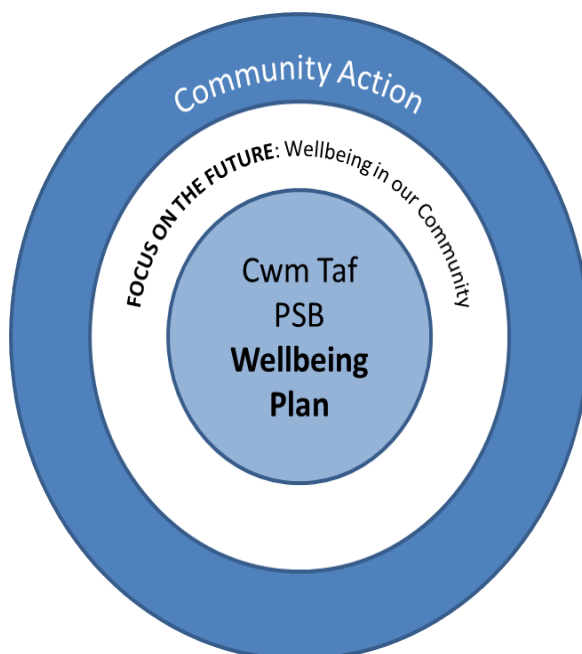 Community Action
FOCUS ON THE FUTURE: Wellbeing in our Community
Cwm Taf
PSB
Wellbeing
Plan